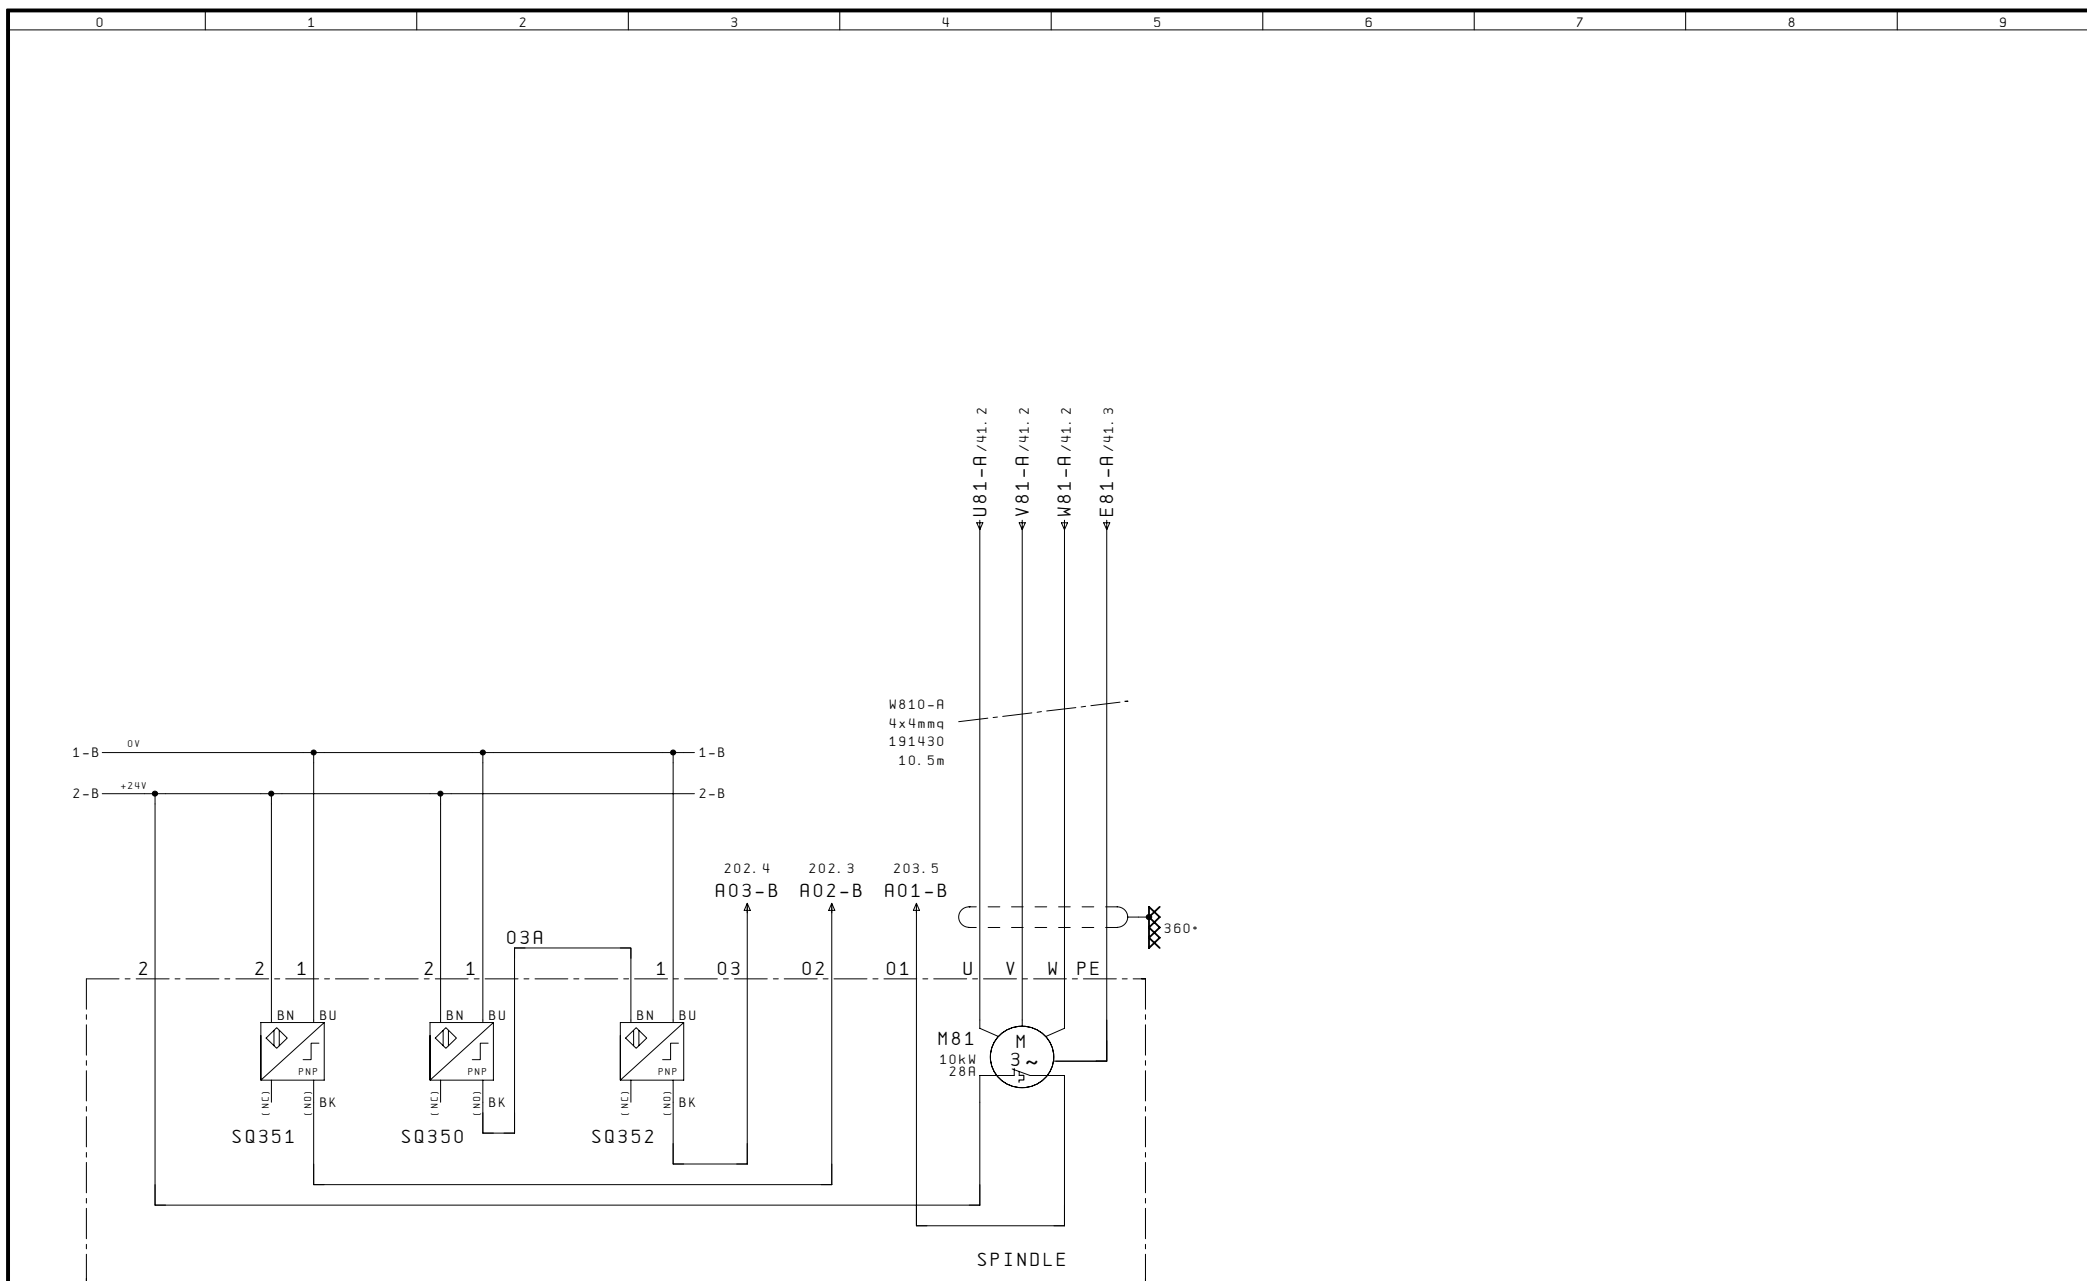 0 1 2 3 4 5 6 7 8 9
U81-A/41.2
V81-A/41.2
W81-A/41.2
E81-A/41.3
W810-A
4x4mmq
191430
10.5m
1-B 0V 1-B
2-B +24V 2-B
202.4 202.3 203.5
A03-B A02-B A01-B
360°
03A
2 2 1 2 1 1 03 02 01 U V W PE
BN BU BN BU BN BU
M81 M
10kW 3~
28A
PNP PNP PNP
(NC) (NO) BK (NC) (NO) BK (NC) (NO) BK
SQ351 SQ350 SQ352
SPINDLE